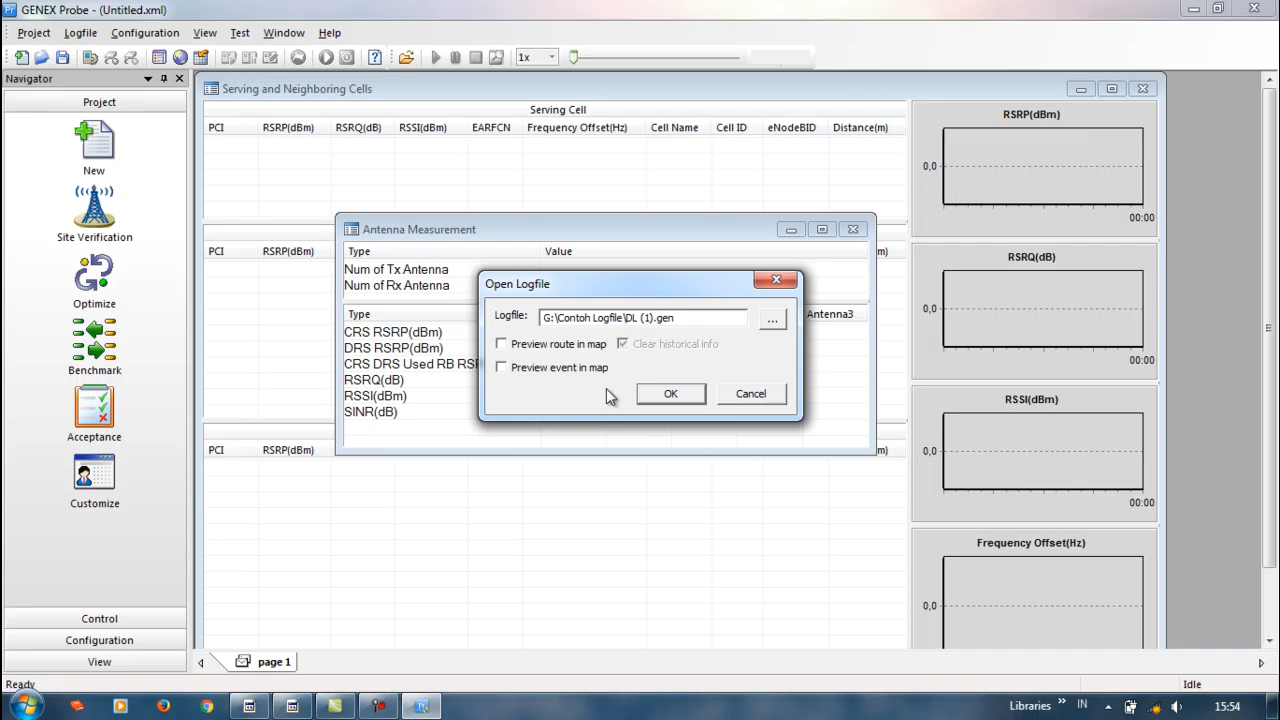 GENEX Probe - (Untitled.xml)
Project Logfile Configuration View Test Window Help
1x
Navigator
Project
New
Site Verification
Optimize
Benchmark
Acceptance
Customize
Control
Configuration
View
Serving and Neighboring Cells
Serving Cell
PCI RSRP(dBm) RSRQ(dB) RSSI(dBm) EARFCN Frequency Offset(Hz) Cell Name Cell ID eNodeBID Distance(m)
PCI RSRP(dBm) m)
PCI RSRP(dBm) m)
Antenna Measurement
Type Value
Num of Tx Antenna
Num of Rx Antenna
Type Antenna3
CRS RSRP(dBm)
DRS RSRP(dBm)
CRS DRS Used RB RSR
RSRQ(dB)
RSSI(dBm)
SINR(dB)
Open Logfile
Logfile: G:\Contoh Logfile\DL (1).gen ...
Preview route in map Clear historical info
Preview event in map
OK Cancel
RSRP(dBm)
0,0
00:00
RSRQ(dB)
0,0
00:00
RSSI(dBm)
0,0
00:00
Frequency Offset(Hz)
0,0
page 1
Ready Idle
Libraries » IN 15:54